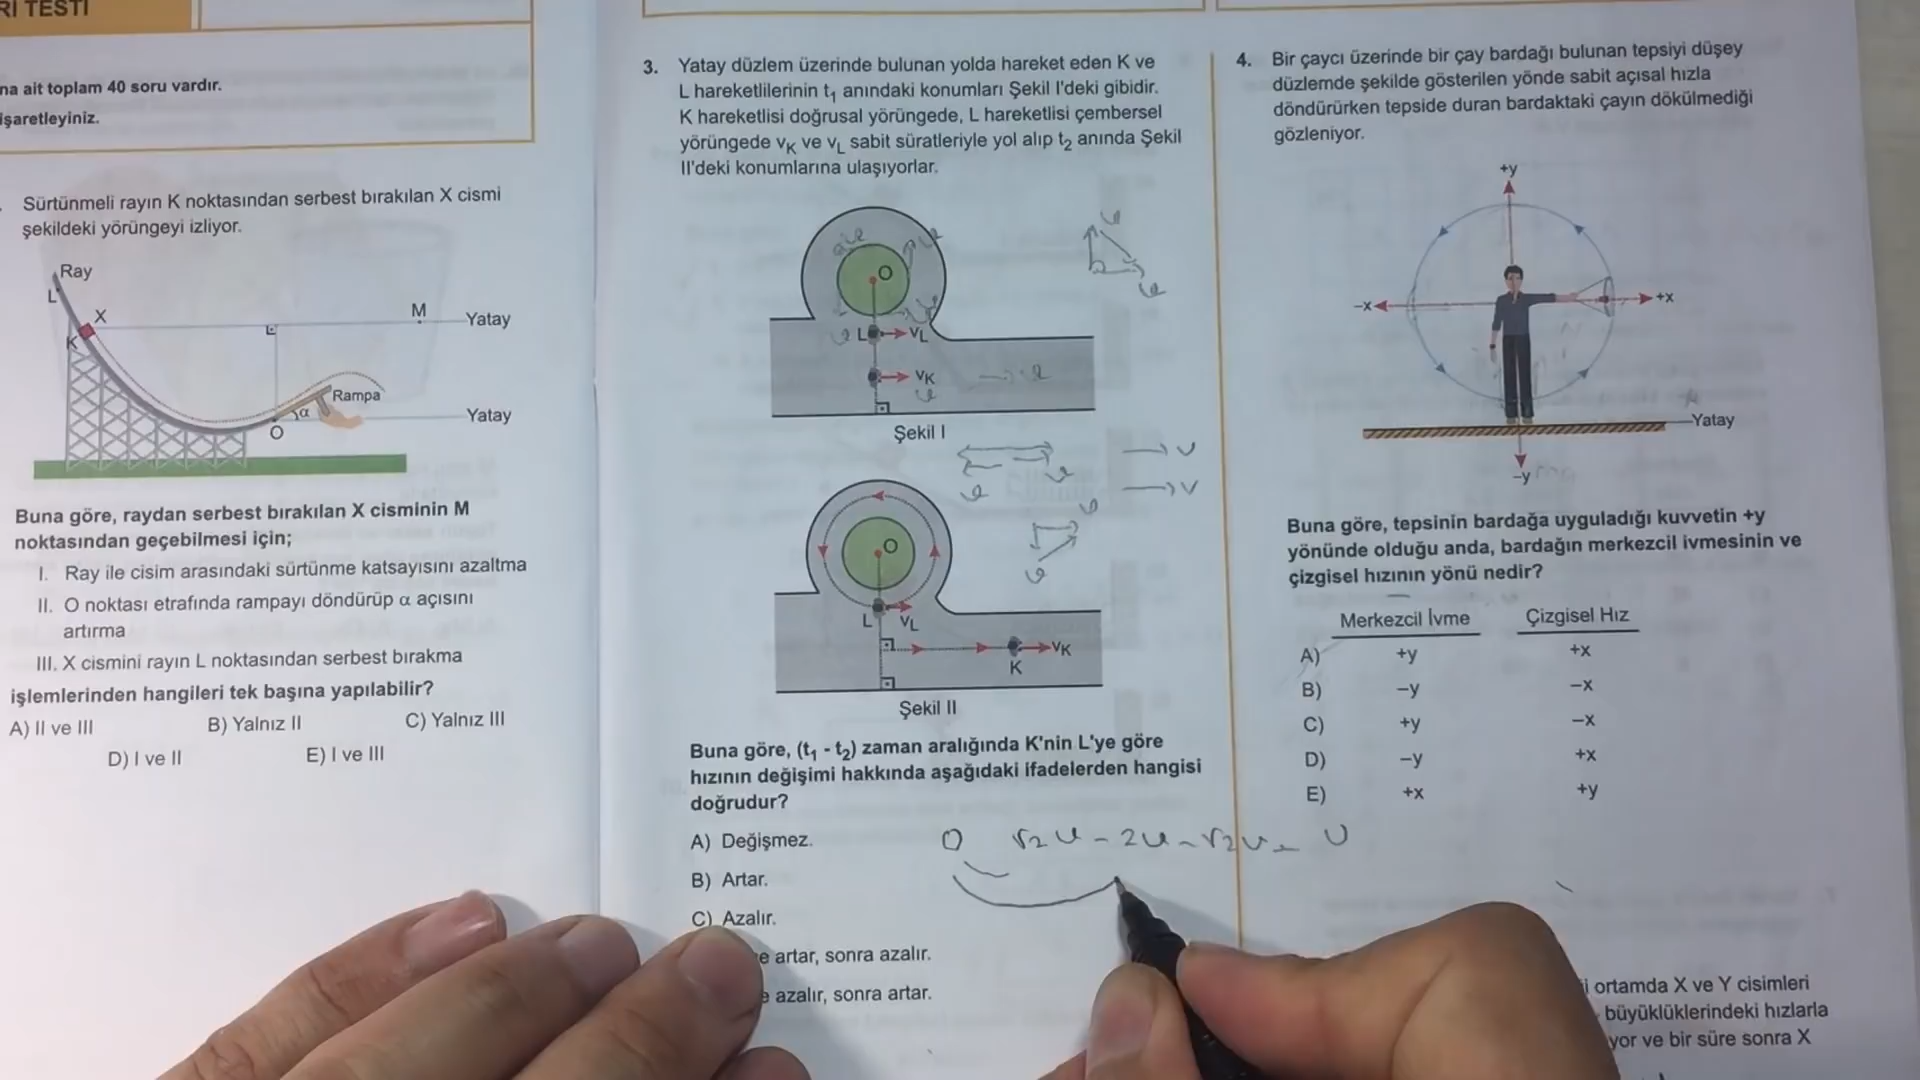 RI TESTİ
na ait toplam 40 soru vardır.
işaretleyiniz.
Sürtünmeli rayın K noktasından serbest bırakılan X cismi
şekildeki yörüngeyi izliyor.
Ray
L
X
K
M
Yatay
Rampa
α
O
Yatay
Buna göre, raydan serbest bırakılan X cisminin M
noktasından geçebilmesi için;
I. Ray ile cisim arasındaki sürtünme katsayısını azaltma
II. O noktası etrafında rampayı döndürüp α açısını
artırma
III. X cismini rayın L noktasından serbest bırakma
işlemlerinden hangileri tek başına yapılabilir?
A) II ve III B) Yalnız II C) Yalnız III
D) I ve II E) I ve III
3. Yatay düzlem üzerinde bulunan yolda hareket eden K ve
L hareketlilerinin t₁ anındaki konumları Şekil I'deki gibidir.
K hareketlisi doğrusal yörüngede, L hareketlisi çembersel
yörüngede vK ve vL sabit süratleriyle yol alıp t₂ anında Şekil
II'deki konumlarına ulaşıyorlar.
O
L vL
vK
Şekil I
v
v
O
L vL
vK
K
Şekil II
Buna göre, (t₁ - t₂) zaman aralığında K'nin L'ye göre
hızının değişimi hakkında aşağıdaki ifadelerden hangisi
doğrudur?
A) Değişmez.
B) Artar.
C) Azalır.
e artar, sonra azalır.
e azalır, sonra artar.
0 √2 v - 2v - √2 v - 0
4. Bir çaycı üzerinde bir çay bardağı bulunan tepsiyi düşey
düzlemde şekilde gösterilen yönde sabit açısal hızla
döndürürken tepside duran bardaktaki çayın dökülmediği
gözleniyor.
+y
-x
+x
Yatay
-y
Buna göre, tepsinin bardağa uyguladığı kuvvetin +y
yönünde olduğu anda, bardağın merkezcil ivmesinin ve
çizgisel hızının yönü nedir?
Merkezcil İvme Çizgisel Hız
A) +y +x
B) -y -x
C) +y -x
D) -y +x
E) +x +y
i ortamda X ve Y cisimleri
büyüklüklerindeki hızlarla
yor ve bir süre sonra X